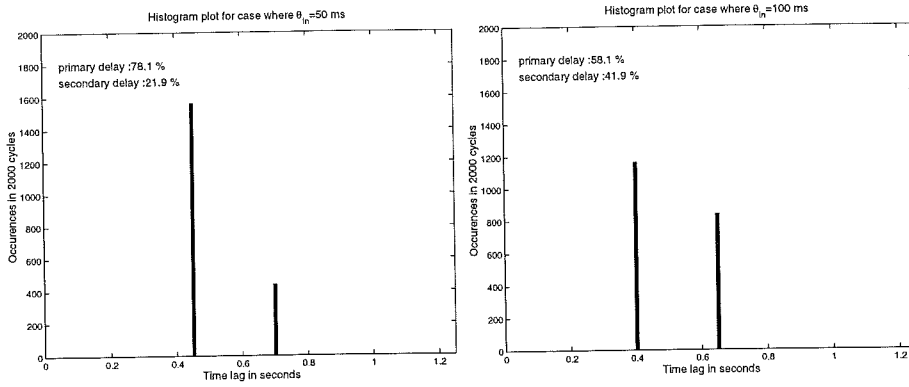 Histogram plot for case where θin=50 ms
2000
1800
1600
1400
1200
1000
800
600
400
200
0
primary delay :78.1 %
secondary delay :21.9 %
Occurences in 2000 cycles
0 0.2 0.4 0.6 0.8 1 1.2
Time lag in seconds
Histogram plot for case where θin=100 ms
2000
1800
1600
1400
1200
1000
800
600
400
200
0
primary delay :58.1 %
secondary delay :41.9 %
Occurences in 2000 cycles
0 0.2 0.4 0.6 0.8 1 1.2
Time lag in seconds